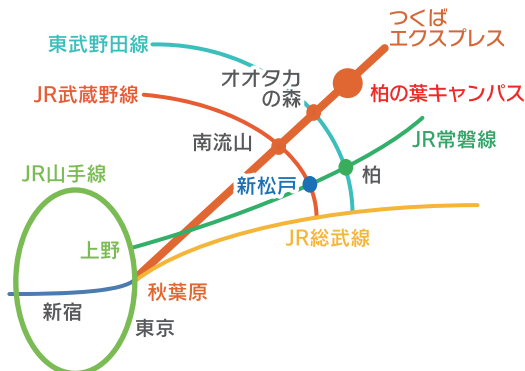 つくば
エクスプレス
東武野田線
オオタカ
の森
JR武蔵野線
柏の葉キャンパス
南流山
JR常磐線
JR山手線
新松戸
柏
上野
JR総武線
秋葉原
新宿
東京